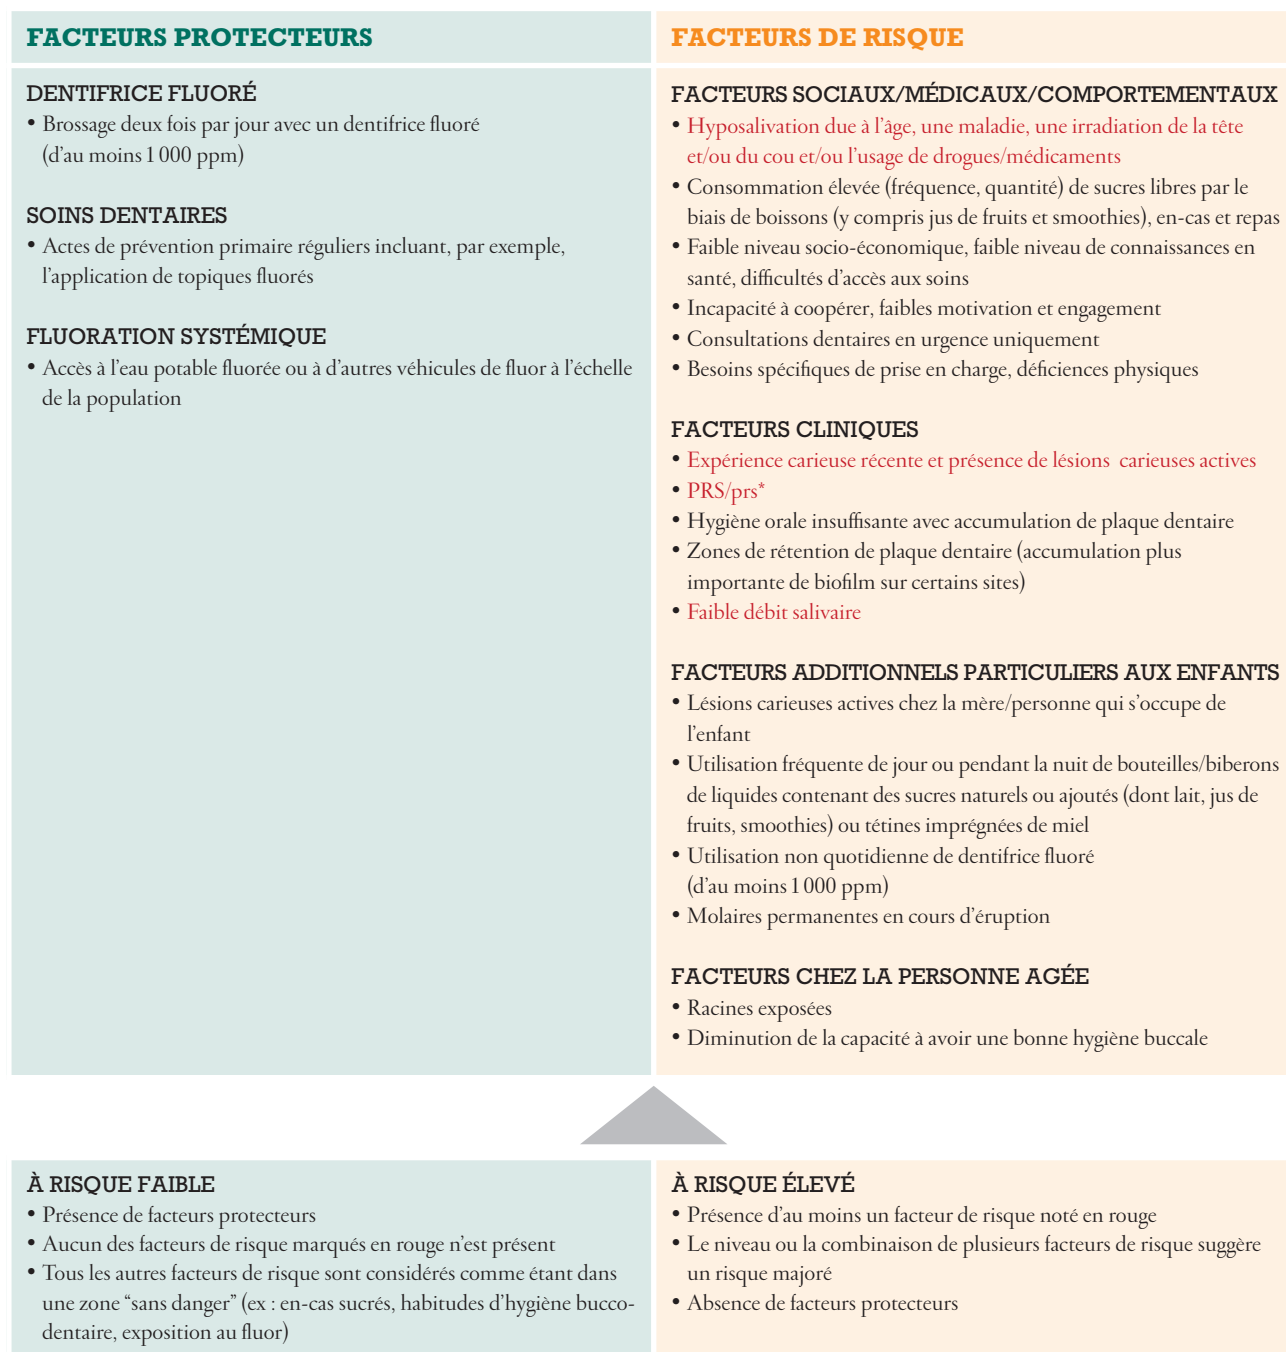 FACTEURS PROTECTEURS
DENTIFRICE FLUORÉ
• Brossage deux fois par jour avec un dentifrice fluoré
(d'au moins 1 000 ppm)
SOINS DENTAIRES
• Actes de prévention primaire réguliers incluant, par exemple,
l'application de topiques fluorés
FLUORATION SYSTÉMIQUE
• Accès à l'eau potable fluorée ou à d'autres véhicules de fluor à l'échelle
de la population
FACTEURS DE RISQUE
FACTEURS SOCIAUX/MÉDICAUX/COMPORTEMENTAUX
• Hyposalivation due à l'âge, une maladie, une irradiation de la tête
et/ou du cou et/ou l'usage de drogues/médicaments
• Consommation élevée (fréquence, quantité) de sucres libres par le
biais de boissons (y compris jus de fruits et smoothies), en-cas et repas
• Faible niveau socio-économique, faible niveau de connaissances en
santé, difficultés d'accès aux soins
• Incapacité à coopérer, faibles motivation et engagement
• Consultations dentaires en urgence uniquement
• Besoins spécifiques de prise en charge, déficiences physiques
FACTEURS CLINIQUES
• Expérience carieuse récente et présence de lésions carieuses actives
• PRS/prs*
• Hygiène orale insuffisante avec accumulation de plaque dentaire
• Zones de rétention de plaque dentaire (accumulation plus
importante de biofilm sur certains sites)
• Faible débit salivaire
FACTEURS ADDITIONNELS PARTICULIERS AUX ENFANTS
• Lésions carieuses actives chez la mère/personne qui s'occupe de
l'enfant
• Utilisation fréquente de jour ou pendant la nuit de bouteilles/biberons
de liquides contenant des sucres naturels ou ajoutés (dont lait, jus de
fruits, smoothies) ou tétines imprégnées de miel
• Utilisation non quotidienne de dentifrice fluoré
(d'au moins 1 000 ppm)
• Molaires permanentes en cours d'éruption
FACTEURS CHEZ LA PERSONNE AGÉE
• Racines exposées
• Diminution de la capacité à avoir une bonne hygiène buccale
À RISQUE FAIBLE
• Présence de facteurs protecteurs
• Aucun des facteurs de risque marqués en rouge n'est présent
• Tous les autres facteurs de risque sont considérés comme étant dans
une zone “sans danger” (ex : en-cas sucrés, habitudes d'hygiène bucco-
dentaire, exposition au fluor)
À RISQUE ÉLEVÉ
• Présence d'au moins un facteur de risque noté en rouge
• Le niveau ou la combinaison de plusieurs facteurs de risque suggère
un risque majoré
• Absence de facteurs protecteurs